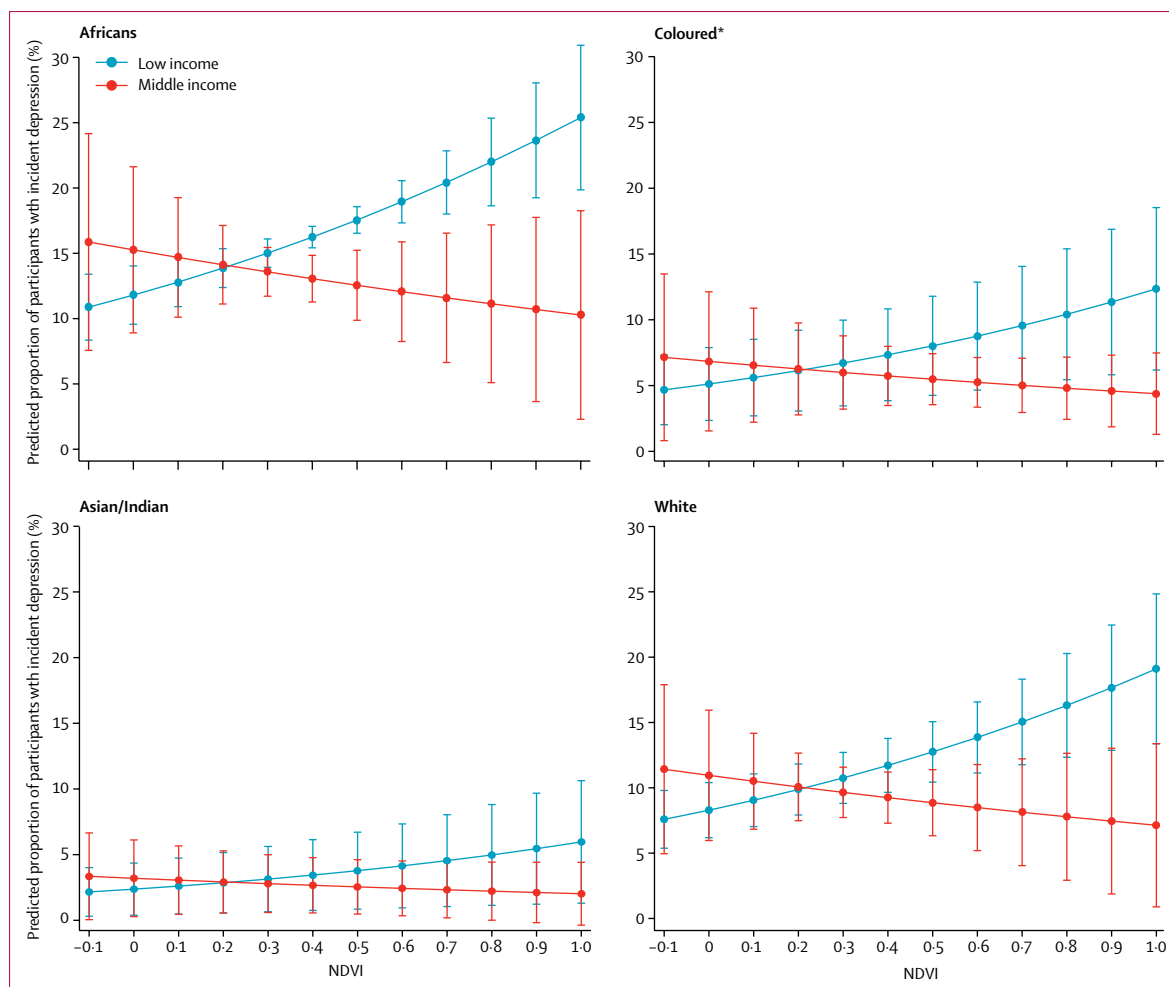 Africans
Coloured*
Low income
Middle income
Predicted proportion of participants wth incident depression (%)
30
25
20
15
10
5
0
30
25
20
15
10
5
0
Asian/Indian
White
Predicted proportion of participants wth incident depression (%)
30
25
20
15
10
5
0
30
25
20
15
10
5
0
–0·1 0 0·1 0·2 0·3 0·4 0·5 0·6 0·7 0·8 0·9 1·0
–0·1 0 0·1 0·2 0·3 0·4 0·5 0·6 0·7 0·8 0·9 1·0
NDVI
NDVI